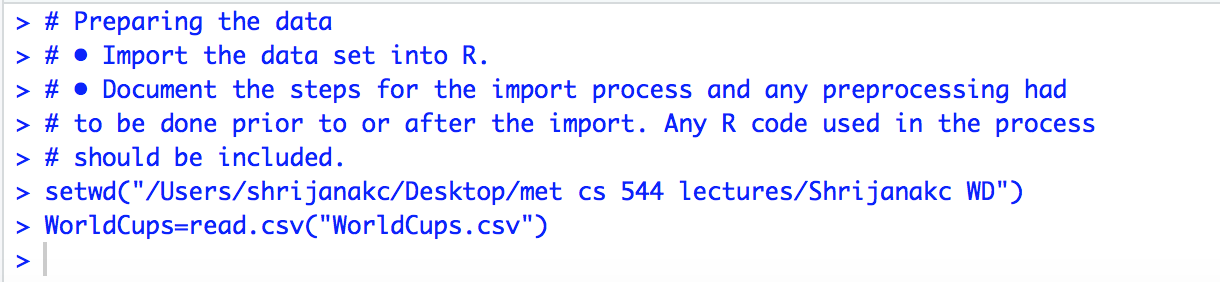 > # Preparing the data
> # • Import the data set into R.
> # • Document the steps for the import process and any preprocessing had
> # to be done prior to or after the import. Any R code used in the process
> # should be included.
> setwd("/Users/shrijanakc/Desktop/met cs 544 lectures/Shrijanakc WD")
> WorldCups=read.csv("WorldCups.csv")
>